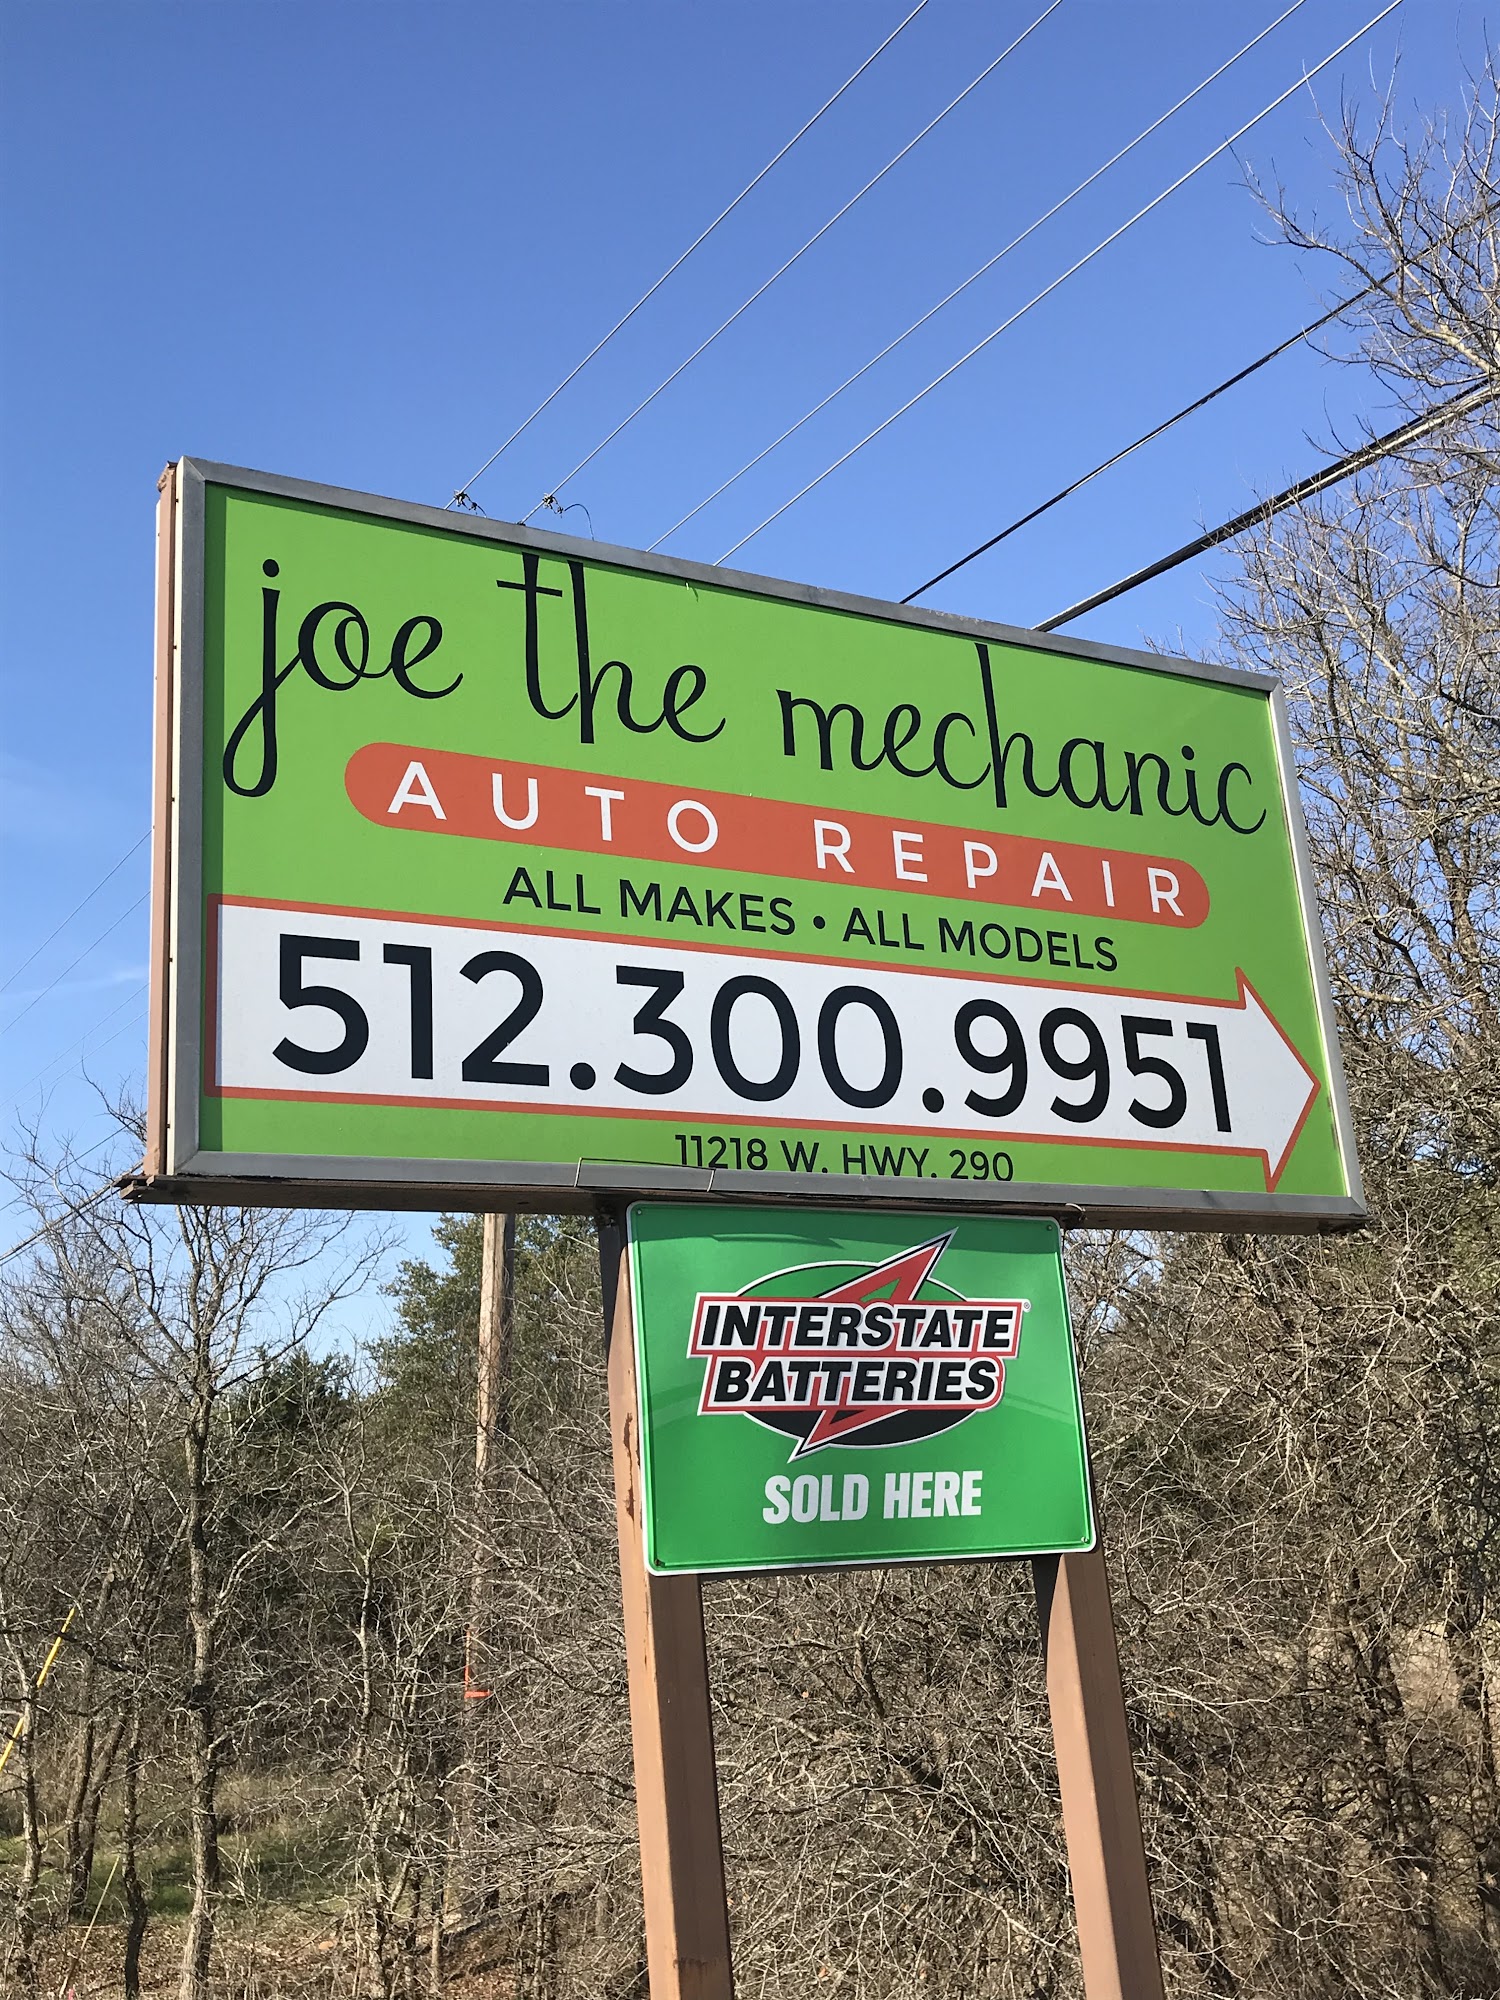 joe the mechanic
AUTO REPAIR
ALL MAKES • ALL MODELS
512.300.9951
11218 W. HWY. 290
INTERSTATE®
BATTERIES
SOLD HERE